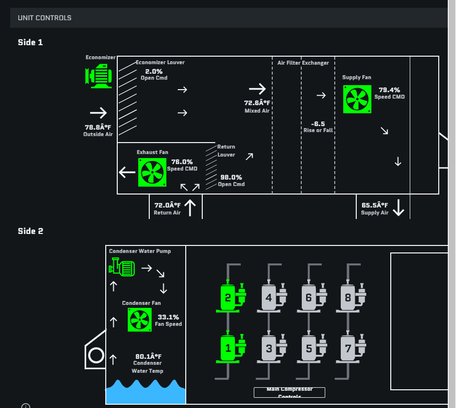 UNIT CONTROLS
Side 1
Economizer
Economizer Louver
2.0%
Open Cmd
Air Filter Exchanger
Supply Fan
79.4%
Speed CMD
72.6Â°F
Mixed Air
-6.5
Rise or Fall
78.8Â°F
Outside Air
Exhaust Fan
76.0%
Speed CMD
Return
Louver
98.0%
Open Cmd
72.0Â°F
Return Air
65.5Â°F
Supply Air
Side 2
Condenser Water Pump
Condenser Fan
33.1%
Fan Speed
80.1Â°F
Condenser
Water Temp
2 4 6 8
1 3 5 7
Main Compressor
Controls